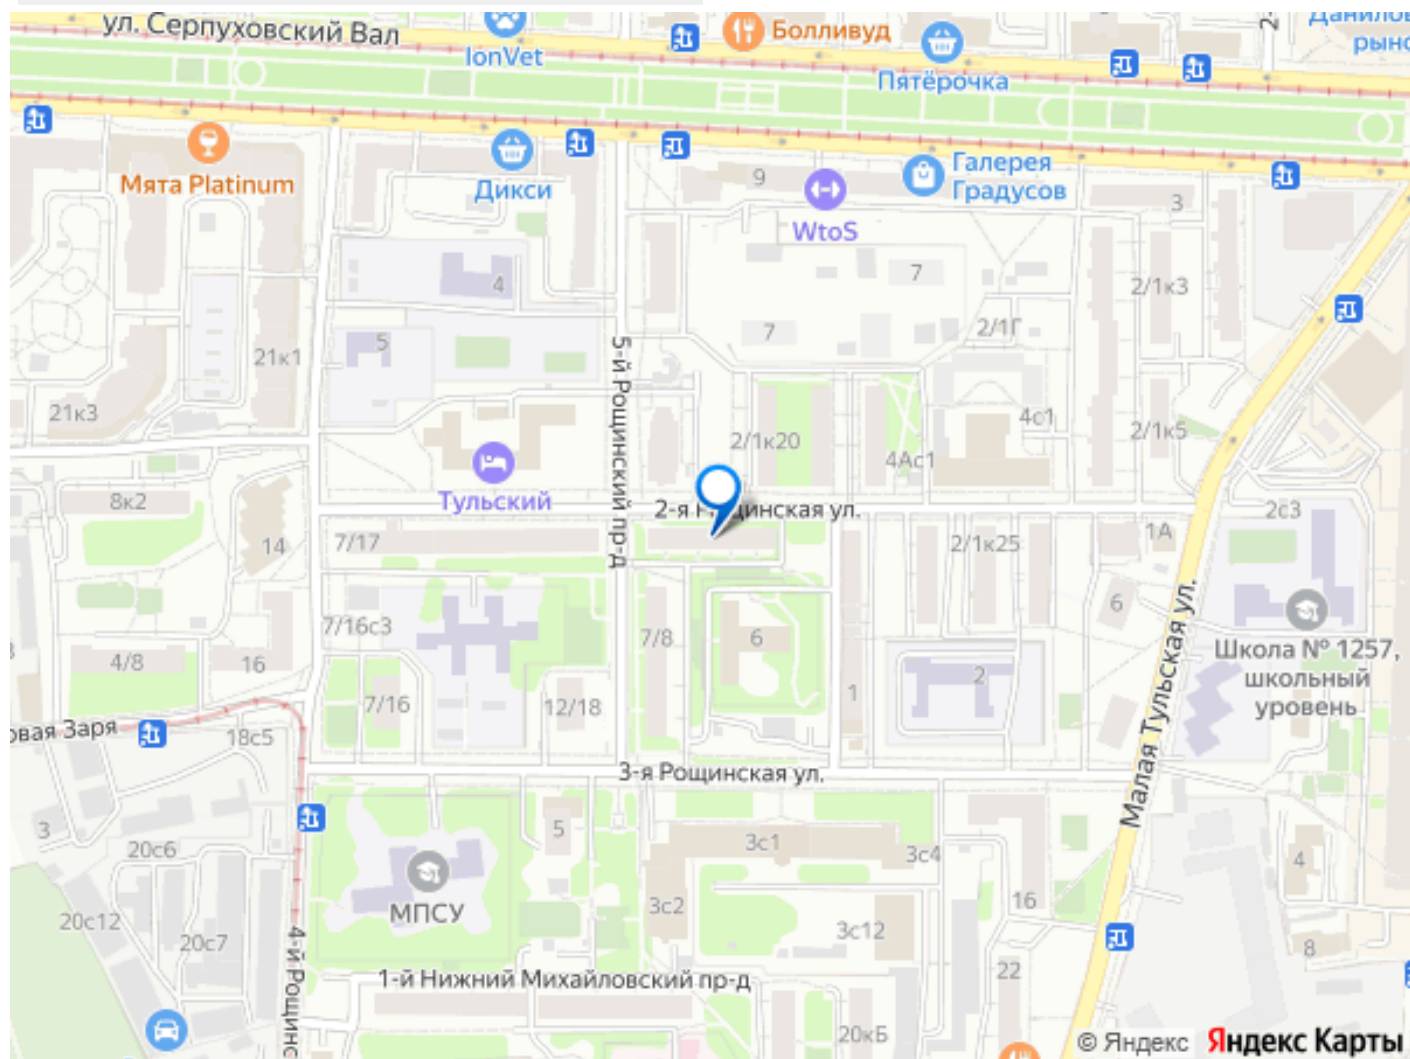 ул. Серпуховский Вал
IonVet
Болливуд
Пятёрочка
2-
Данилов
рыно
Мята Platinum
Дикси
9
WtoS
Галерея
Градусов
3
4
7
2/1к3
5
7
2/1Г
21к1
21к3
5-й Рощинский пр-д
2/1к20
4с1
2/1к5
4Ас1
Тульский
8к2
2-я Рощинская ул.
2с3
14
7/17
2/1к25
1А
7/16с3
7/8
6
6
Школа № 1257,
школьный
уровень
4/8
16
7/16
12/18
1
2
Малая Тульская ул.
овая Заря
18с5
3-я Рощинская ул.
3
20с6
5
3с1
3с4
4
МПСУ
20с12
20с7
3с2
3с12
16
8
4-й Рощинс
1-й Нижний Михайловский пр-д
22
20кБ
© Яндекс Яндекс Карты